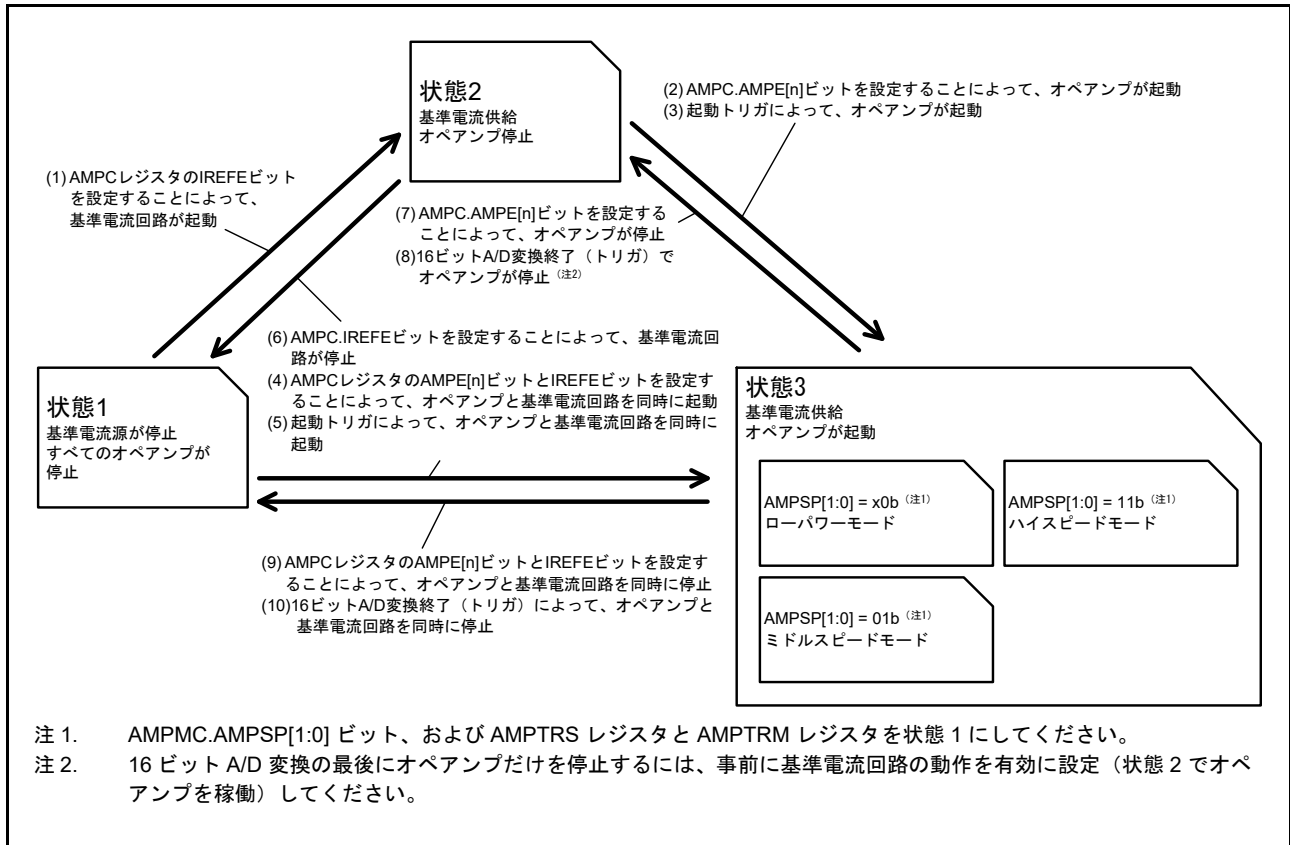 状態2
基準電流供給
オペアンプ停止
(2) AMPC.AMPE[n]ビットを設定することによって、オペアンプが起動
(3) 起動トリガによって、オペアンプが起動
(1) AMPCレジスタのIREFEビット
を設定することによって、
基準電流回路が起動
(7) AMPC.AMPE[n]ビットを設定する
ことによって、オペアンプが停止
(8)16ビットA/D変換終了（トリガ）で
オペアンプが停止（注2）
(6) AMPC.IREFEビットを設定することによって、基準電流回
路が停止
(4) AMPCレジスタのAMPE[n]ビットとIREFEビットを設定す
ることによって、オペアンプと基準電流回路を同時に起動
(5) 起動トリガによって、オペアンプと基準電流回路を同時に
起動
状態1
基準電流源が停止
すべてのオペアンプが
停止
状態3
基準電流供給
オペアンプが起動
AMPSP[1:0] = x0b（注1）
ローパワーモード
AMPSP[1:0] = 11b（注1）
ハイスピードモード
AMPSP[1:0] = 01b（注1）
ミドルスピードモード
(9) AMPCレジスタのAMPE[n]ビットとIREFEビットを設定す
ることによって、オペアンプと基準電流回路を同時に停止
(10)16ビットA/D変換終了（トリガ）によって、オペアンプと
基準電流回路を同時に停止
注 1. AMPMC.AMPSP[1:0] ビット、および AMPTRS レジスタと AMPTRM レジスタを状態 1 にしてください。
注 2. 16 ビット A/D 変換の最後にオペアンプだけを停止するには、事前に基準電流回路の動作を有効に設定（状態 2 でオペ
アンプを稼働）してください。